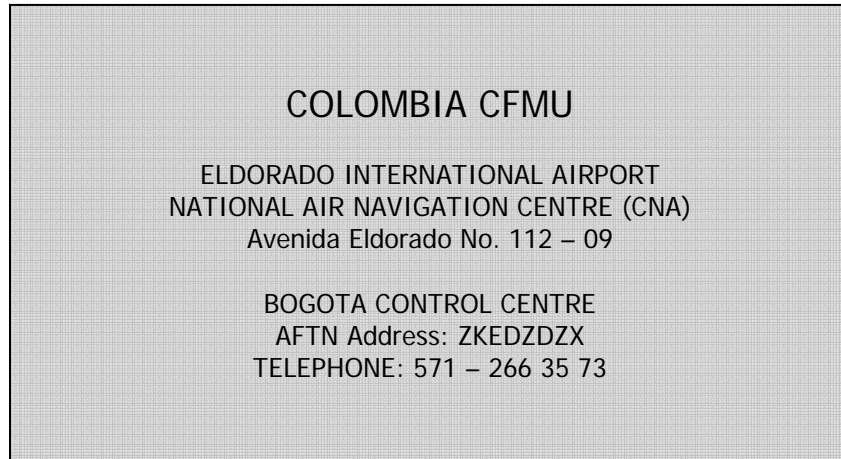 COLOMBIA CFMU
ELDORADO INTERNATIONAL AIRPORT
NATIONAL AIR NAVIGATION CENTRE (CNA)
Avenida Eldorado No. 112 – 09
BOGOTA CONTROL CENTRE
AFTN Address: ZKEDZDZX
TELEPHONE: 571 – 266 35 73